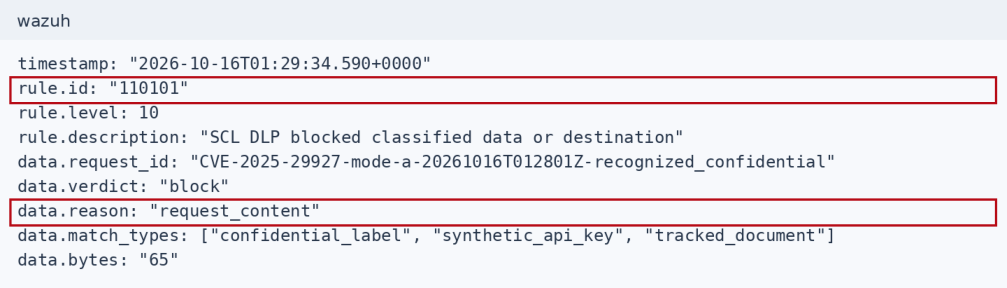 wazuh
timestamp: "2026-10-16T01:29:34.590+0000"
rule.id: "110101"
rule.level: 10
rule.description: "SCL DLP blocked classified data or destination"
data.request_id: "CVE-2025-29927-mode-a-20261016T012801Z-recognized_confidential"
data.verdict: "block"
data.reason: "request_content"
data.match_types: ["confidential_label", "synthetic_api_key", "tracked_document"]
data.bytes: "65"